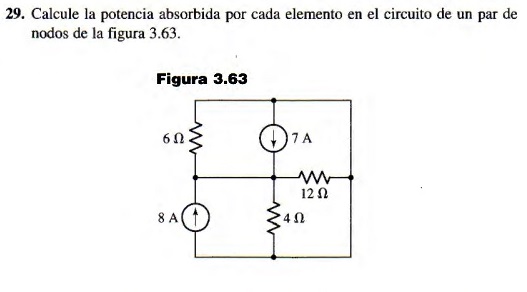 29. Calcule la potencia absorbida por cada elemento en el circuito de un par de
nodos de la figura 3.63.
Figura 3.63
6 Ω
7 A
12 Ω
8 A
4 Ω